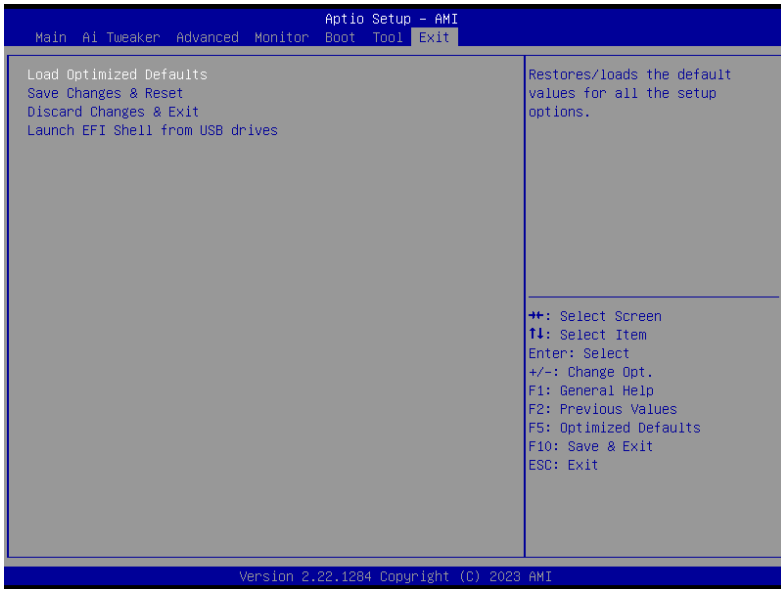 Aptio Setup – AMI
Main Ai Tweaker Advanced Monitor Boot Tool Exit
Load Optimized Defaults
Save Changes & Reset
Discard Changes & Exit
Launch EFI Shell from USB drives
Restores/loads the default
values for all the setup
options.
→←: Select Screen
↑↓: Select Item
Enter: Select
+/-: Change Opt.
F1: General Help
F2: Previous Values
F5: Optimized Defaults
F10: Save & Exit
ESC: Exit
Version 2.22.1284 Copyright (C) 2023 AMI